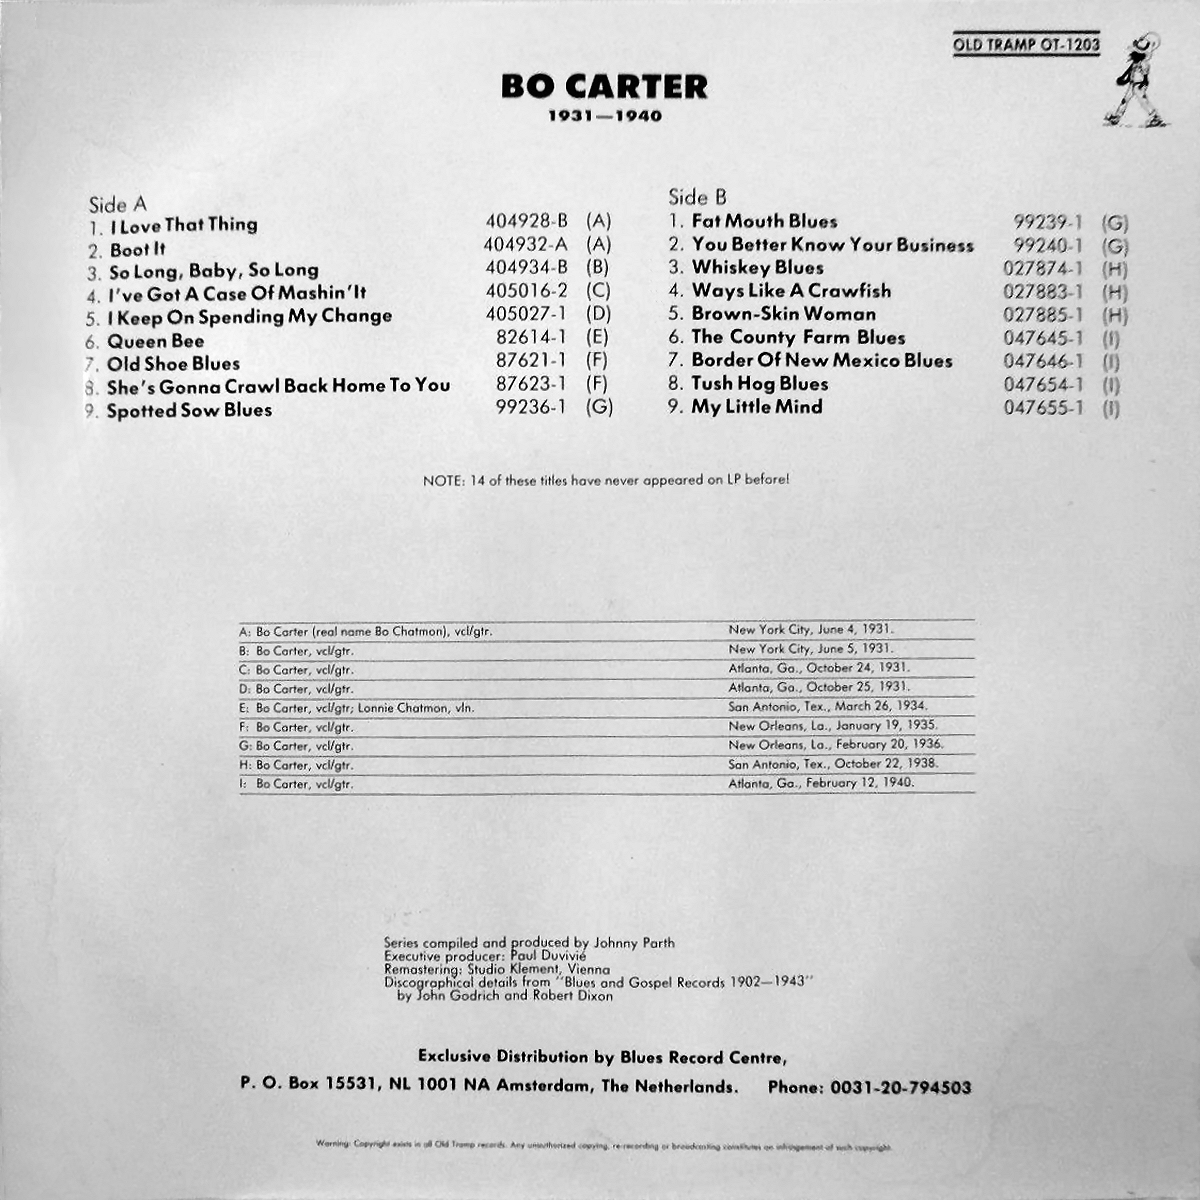 OLD TRAMP OT-1203
BO CARTER
1931—1940
Side A
1. I Love That Thing 404928-B (A)
2. Boot It 404932-A (A)
3. So Long, Baby, So Long 404934-B (B)
4. I've Got A Case Of Mashin'It 405016-2 (C)
5. I Keep On Spending My Change 405027-1 (D)
6. Queen Bee 82614-1 (E)
7. Old Shoe Blues 87621-1 (F)
8. She's Gonna Crawl Back Home To You 87623-1 (F)
9. Spotted Sow Blues 99236-1 (G)
Side B
1. Fat Mouth Blues 99239-1 (G)
2. You Better Know Your Business 99240-1 (G)
3. Whiskey Blues 027874-1 (H)
4. Ways Like A Crawfish 027883-1 (H)
5. Brown-Skin Woman 027885-1 (H)
6. The County Farm Blues 047645-1 (I)
7. Border Of New Mexico Blues 047646-1 (I)
8. Tush Hog Blues 047654-1 (I)
9. My Little Mind 047655-1 (I)
NOTE: 14 of these titles have never appeared on LP before!
A: Bo Carter (real name Bo Chatmon), vcl/gtr. New York City, June 4, 1931.
B: Bo Carter, vcl/gtr. New York City, June 5, 1931.
C: Bo Carter, vcl/gtr. Atlanta, Ga., October 24, 1931.
D: Bo Carter, vcl/gtr. Atlanta, Ga., October 25, 1931.
E: Bo Carter, vcl/gtr; Lonnie Chatmon, vln. San Antonio, Tex., March 26, 1934.
F: Bo Carter, vcl/gtr. New Orleans, La., January 19, 1935.
G: Bo Carter, vcl/gtr. New Orleans, La., February 20, 1936.
H: Bo Carter, vcl/gtr. San Antonio, Tex., October 22, 1938.
I: Bo Carter, vcl/gtr. Atlanta, Ga., February 12, 1940.
Series compiled and produced by Johnny Parth
Executive producer: Paul Duvivié
Remastering: Studio Klement, Vienna
Discographical details from "Blues and Gospel Records 1902—1943"
by John Godrich and Robert Dixon
Exclusive Distribution by Blues Record Centre,
P. O. Box 15531, NL 1001 NA Amsterdam, The Netherlands. Phone: 0031-20-794503
Warning: Copyright exists in all Old Tramp records. Any unauthorized copying, re-recording or broadcasting constitutes an infringement of such copyright.